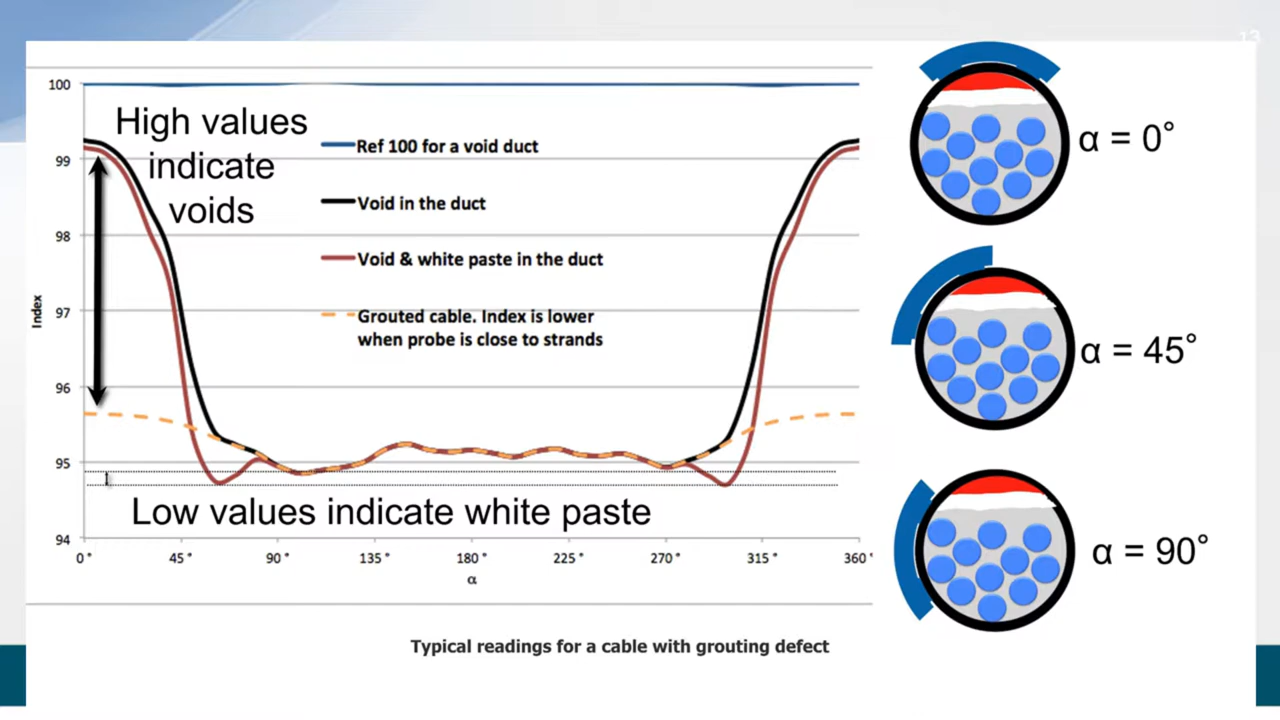 13
100
99
98
97
96
95
94
Index
High values
indicate
voids
Ref 100 for a void duct
Void in the duct
Void & white paste in the duct
Grouted cable. Index is lower
when probe is close to strands
Low values indicate white paste
0° 45° 90° 135° 180° 225° 270° 315° 360°
α
α = 0°
α = 45°
α = 90°
Typical readings for a cable with grouting defect